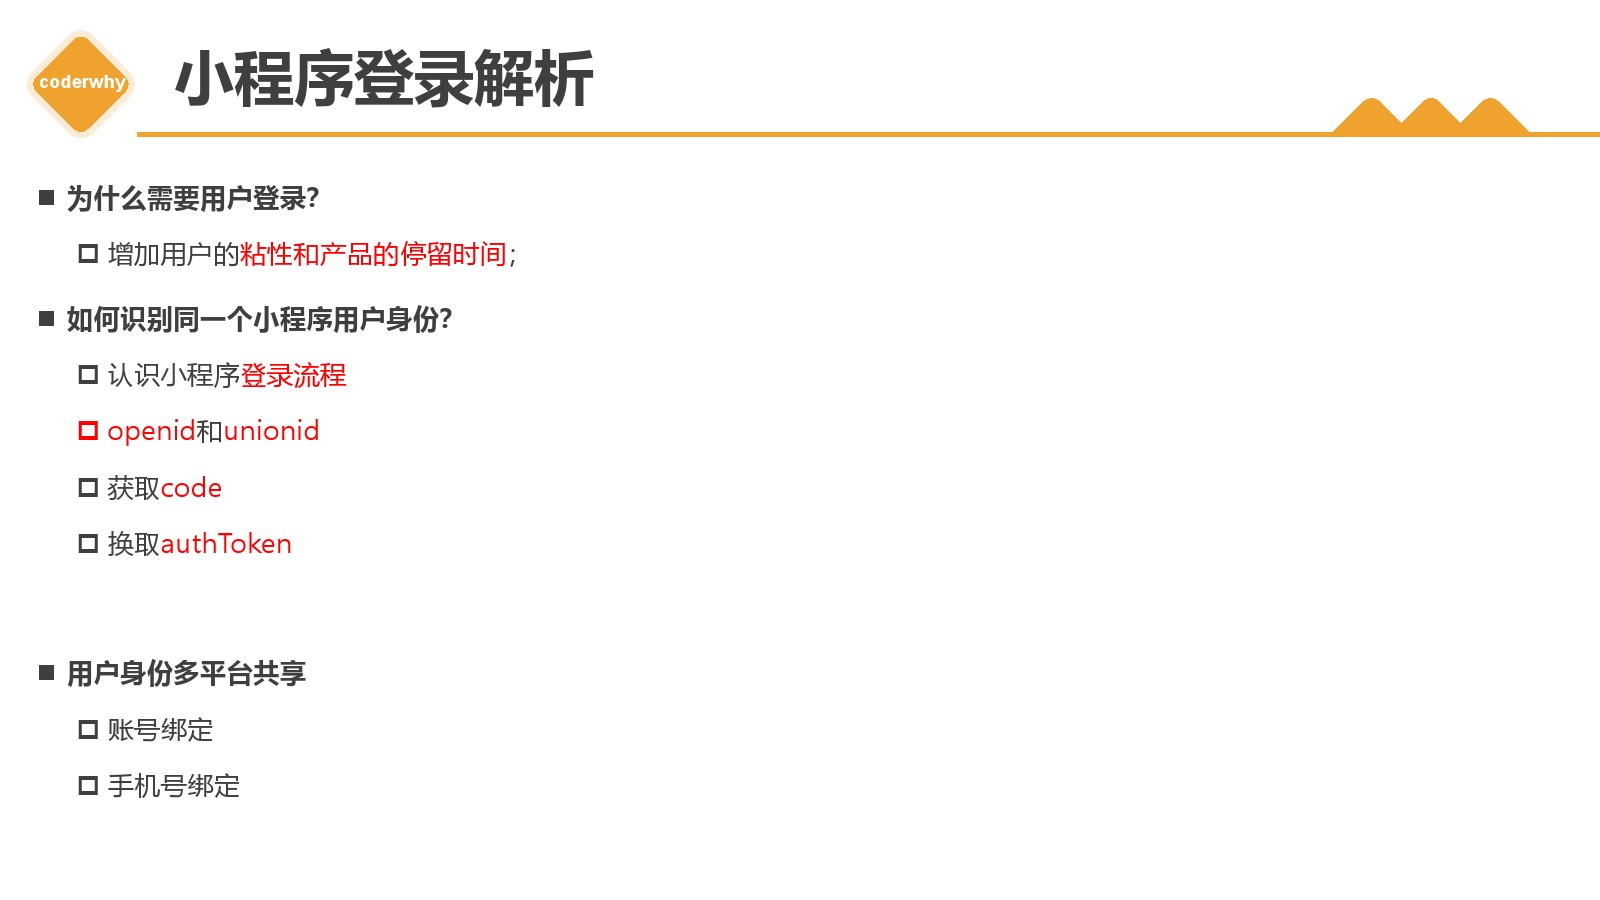 coderwhy
小程序登录解析
为什么需要用户登录?
增加用户的粘性和产品的停留时间;
如何识别同一个小程序用户身份?
认识小程序登录流程
openid和unionid
获取code
换取authToken
用户身份多平台共享
账号绑定
手机号绑定